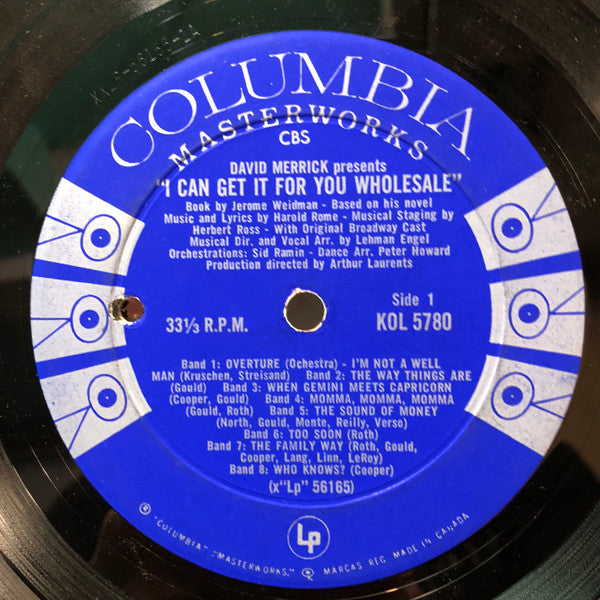 COLUMBIA
MASTERWORKS
CBS
DAVID MERRICK presents
"I CAN GET IT FOR YOU WHOLESALE"
Book by Jerome Weidman - Based on his novel
Music and Lyrics by Harold Rome - Musical Staging by
Herbert Ross - With Original Broadway Cast
Musical Dir. and Vocal Arr. by Lehman Engel
Orchestrations: Sid Ramin - Dance Arr. Peter Howard
Production directed by Arthur Laurents
33⅓ R.P.M.
Side 1
KOL 5780
Band 1: OVERTURE (Ochestra) - I'M NOT A WELL
MAN (Kruschen, Streisand) Band 2: THE WAY THINGS ARE
(Gould) Band 3: WHEN GEMINI MEETS CAPRICORN
(Cooper, Gould) Band 4: MOMMA, MOMMA, MOMMA
(Gould, Roth) Band 5: THE SOUND OF MONEY
(North, Gould, Monte, Reilly, Verso)
Band 6: TOO SOON (Roth)
Band 7: THE FAMILY WAY (Roth, Gould,
Cooper, Lang, Linn, LeRoy)
Band 8: WHO KNOWS? (Cooper)
(x"Lp" 56165)
Lp
® "COLUMBIA" "MASTERWORKS," ® MARCAS REG MADE IN CANADA